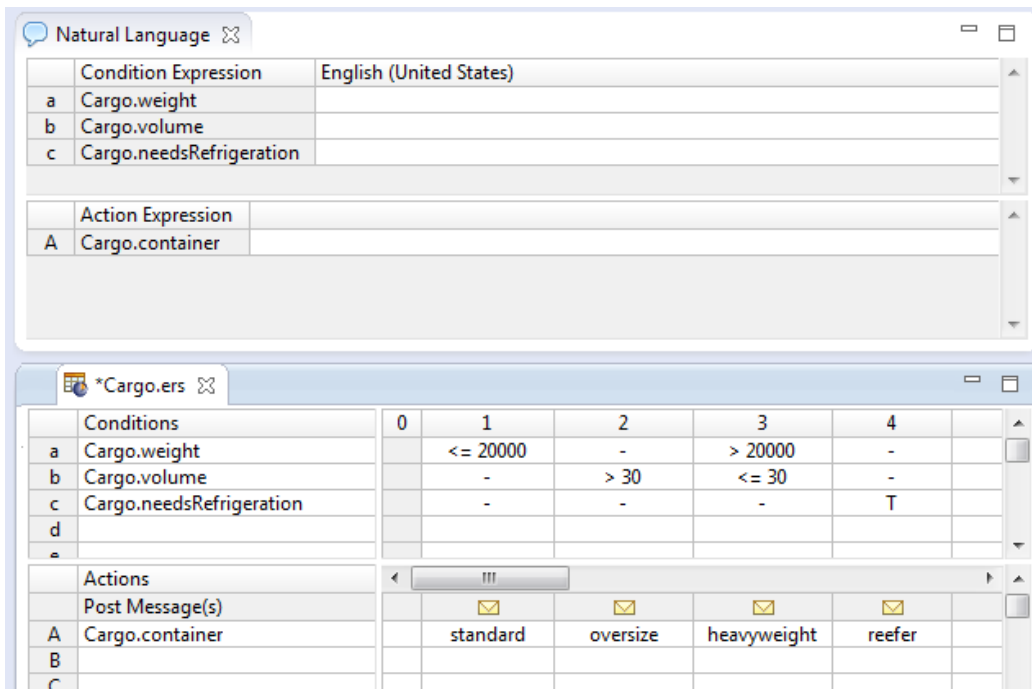 Natural Language
Condition Expression English (United States)
a Cargo.weight
b Cargo.volume
c Cargo.needsRefrigeration
Action Expression
A Cargo.container
*Cargo.ers
Conditions 0 1 2 3 4
a Cargo.weight <= 20000 - > 20000 -
b Cargo.volume - > 30 <= 30 -
c Cargo.needsRefrigeration - - - T
d
e
Actions
Post Message(s)
A Cargo.container standard oversize heavyweight reefer
B
C